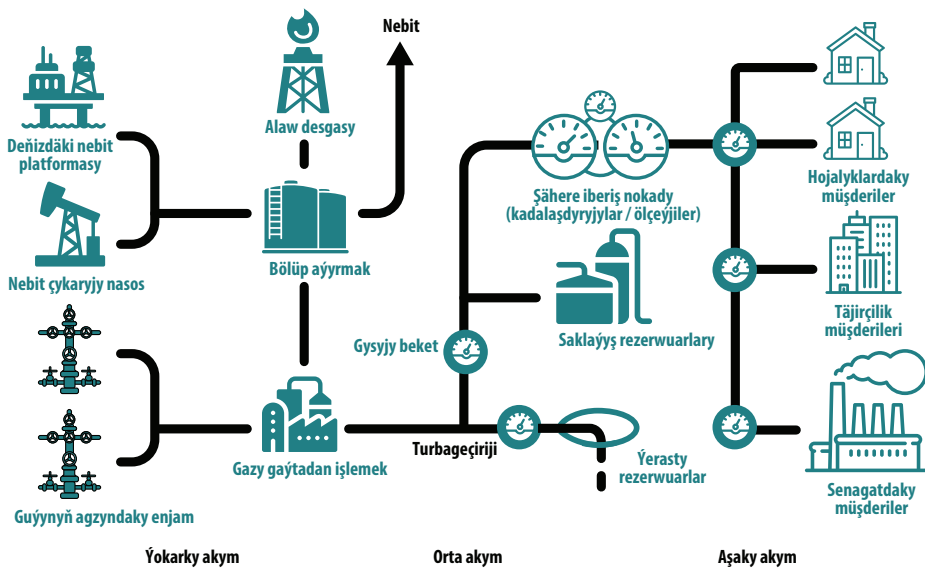 Nebit
Alaw desgasy
Deňizdäki nebit
platformasy
Nebit çykaryjy nasos
Bölüp aýyrmak
Guýynyň agzyndaky enjam
Gazy gaýtadan işlemek
Ýokarky akym
Şähere iberiş nokady
(kadalaşdyryjylar / ölçeýjiler)
Saklaýyş rezerwuarlary
Gysyjy beket
Turbageçiriji
Ýerasty
rezerwuarlar
Orta akym
Hojalyklardaky
müşderiler
Täjirçilik
müşderileri
Senagatdaky
müşderiler
Aşaky akym